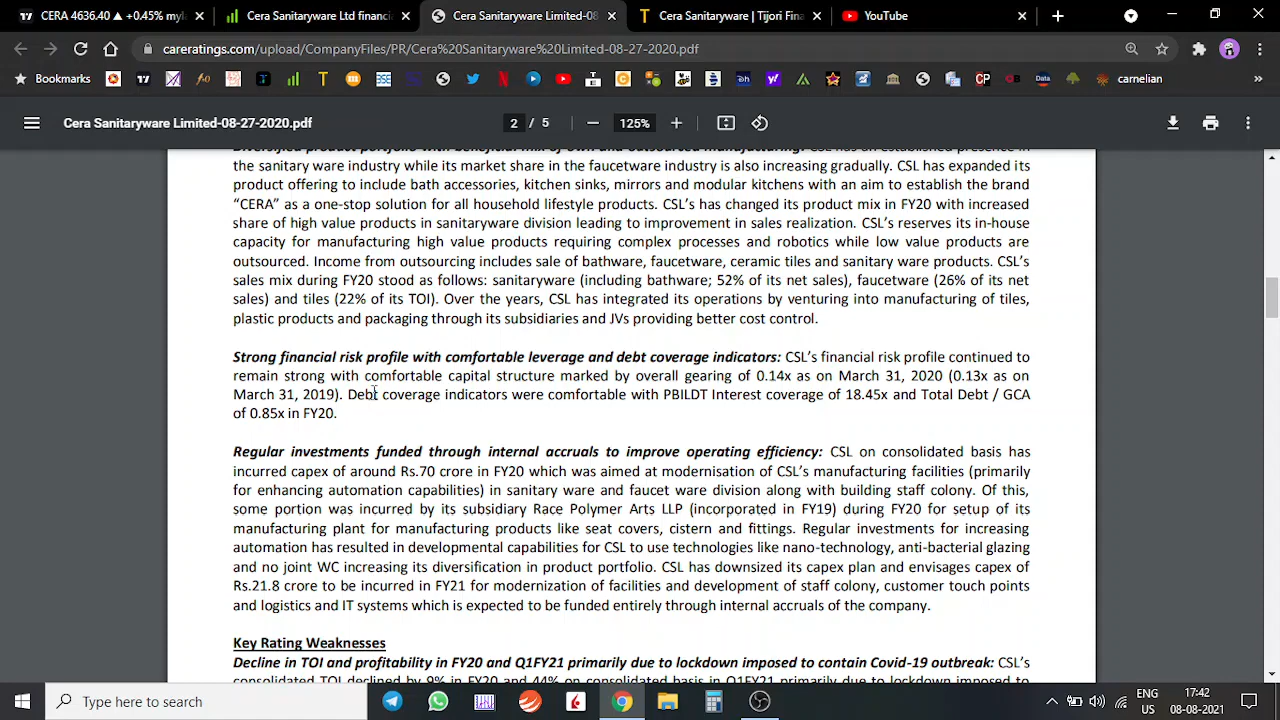 CERA 4636.40 ▲ +0.45% myl
Cera Sanitaryware Ltd financi
Cera Sanitaryware Limited-08-
Cera Sanitaryware | Tijori Fina
YouTube
careratings.com/upload/CompanyFiles/PR/Cera%20Sanitaryware%20Limited-08-27-2020.pdf
Bookmarks
carnelian
Cera Sanitaryware Limited-08-27-2020.pdf
2 / 5
125%
the sanitary ware industry while its market share in the faucetware industry is also increasing gradually. CSL has expanded its
product offering to include bath accessories, kitchen sinks, mirrors and modular kitchens with an aim to establish the brand
“CERA” as a one-stop solution for all household lifestyle products. CSL’s has changed its product mix in FY20 with increased
share of high value products in sanitaryware division leading to improvement in sales realization. CSL’s reserves its in-house
capacity for manufacturing high value products requiring complex processes and robotics while low value products are
outsourced. Income from outsourcing includes sale of bathware, faucetware, ceramic tiles and sanitary ware products. CSL’s
sales mix during FY20 stood as follows: sanitaryware (including bathware; 52% of its net sales), faucetware (26% of its net
sales) and tiles (22% of its TOI). Over the years, CSL has integrated its operations by venturing into manufacturing of tiles,
plastic products and packaging through its subsidiaries and JVs providing better cost control.
Strong financial risk profile with comfortable leverage and debt coverage indicators: CSL’s financial risk profile continued to
remain strong with comfortable capital structure marked by overall gearing of 0.14x as on March 31, 2020 (0.13x as on
March 31, 2019). Debt coverage indicators were comfortable with PBILDT Interest coverage of 18.45x and Total Debt / GCA
of 0.85x in FY20.
Regular investments funded through internal accruals to improve operating efficiency: CSL on consolidated basis has
incurred capex of around Rs.70 crore in FY20 which was aimed at modernisation of CSL’s manufacturing facilities (primarily
for enhancing automation capabilities) in sanitary ware and faucet ware division along with building staff colony. Of this,
some portion was incurred by its subsidiary Race Polymer Arts LLP (incorporated in FY19) during FY20 for setup of its
manufacturing plant for manufacturing products like seat covers, cistern and fittings. Regular investments for increasing
automation has resulted in developmental capabilities for CSL to use technologies like nano-technology, anti-bacterial glazing
and no joint WC increasing its diversification in product portfolio. CSL has downsized its capex plan and envisages capex of
Rs.21.8 crore to be incurred in FY21 for modernization of facilities and development of staff colony, customer touch points
and logistics and IT systems which is expected to be funded entirely through internal accruals of the company.
Key Rating Weaknesses
Decline in TOI and profitability in FY20 and Q1FY21 primarily due to lockdown imposed to contain Covid-19 outbreak: CSL’s
consolidated TOI declined by 9% in FY20 and 44% on consolidated basis in Q1FY21 primarily due to lockdown imposed to
Type here to search
ENG
US
17:42
08-08-2021